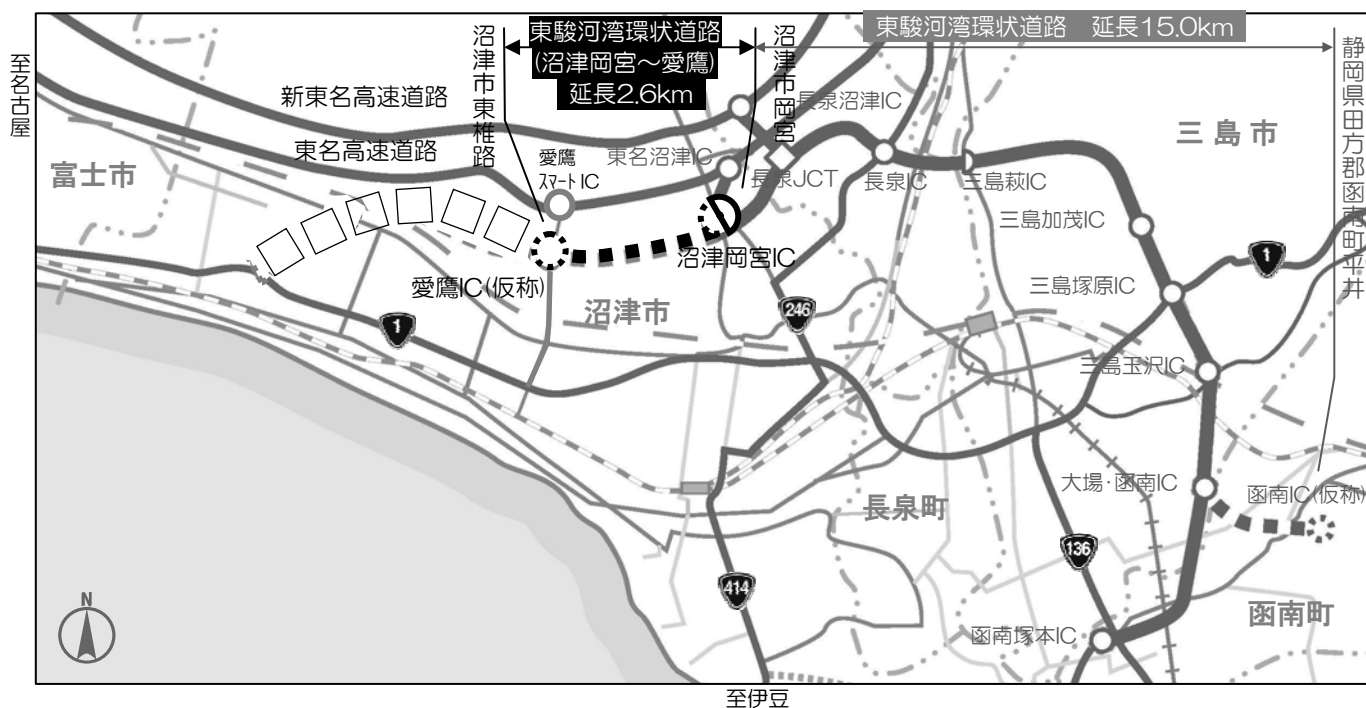 東駿河湾環状道路
(沼津岡宮～愛鷹)
延長2.6km
東駿河湾環状道路　延長15.0km
至名古屋
沼津市東椎路
沼津市岡宮
静岡県田方郡函南町平井
新東名高速道路
長泉沼津IC
三島市
東名高速道路
愛鷹
スマートIC
東名沼津IC
富士市
長泉JCT
長泉IC
三島萩IC
三島加茂IC
沼津岡宮IC
1
愛鷹IC(仮称)
三島塚原IC
沼津市
246
1
三島玉沢IC
大場・函南IC
函南IC(仮称)
長泉町
136
414
N
函南町
函南塚本IC
至伊豆